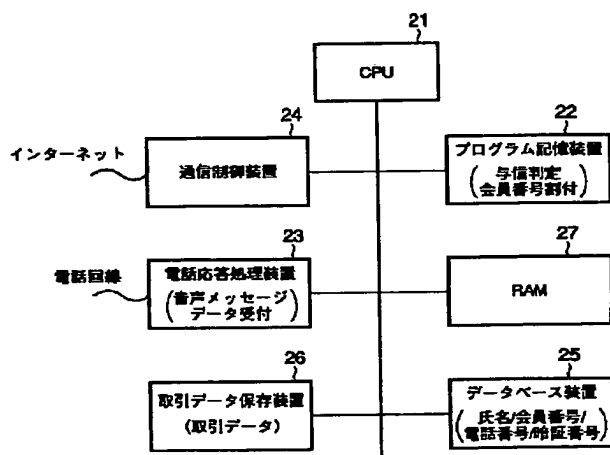 21
CPU
24
通信制御装置
インターネット
22
プログラム記憶装置
(与信判定
会員番号割付)
23
電話応答処理装置
(音声メッセージ
データ受付)
電話回線
27
RAM
26
取引データ保存装置
(取引データ)
25
データベース装置
(氏名/会員番号/
電話番号/暗証番号)